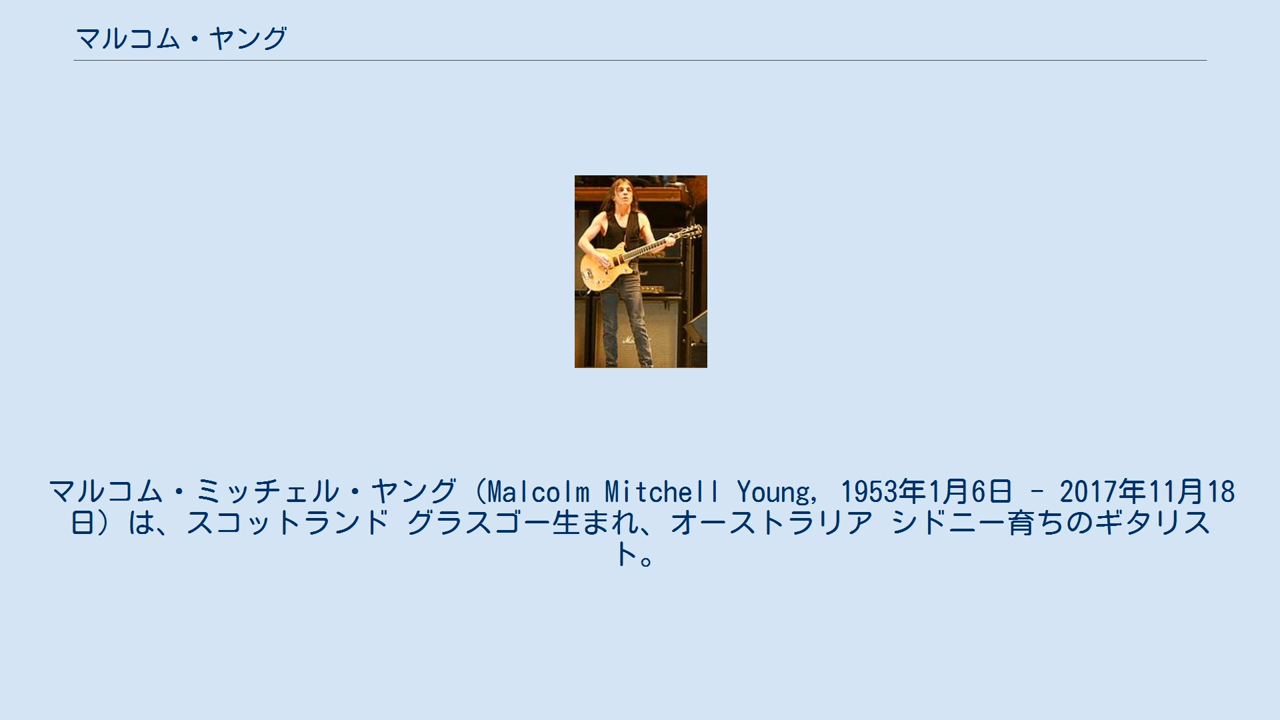 マルコム・ヤング
マルコム・ミッチェル・ヤング（Malcolm Mitchell Young, 1953年1月6日 - 2017年11月18
日）は、スコットランド グラスゴー生まれ、オーストラリア シドニー育ちのギタリス
ト。